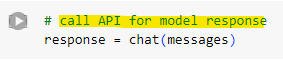 # call API for model response
response = chat(messages)